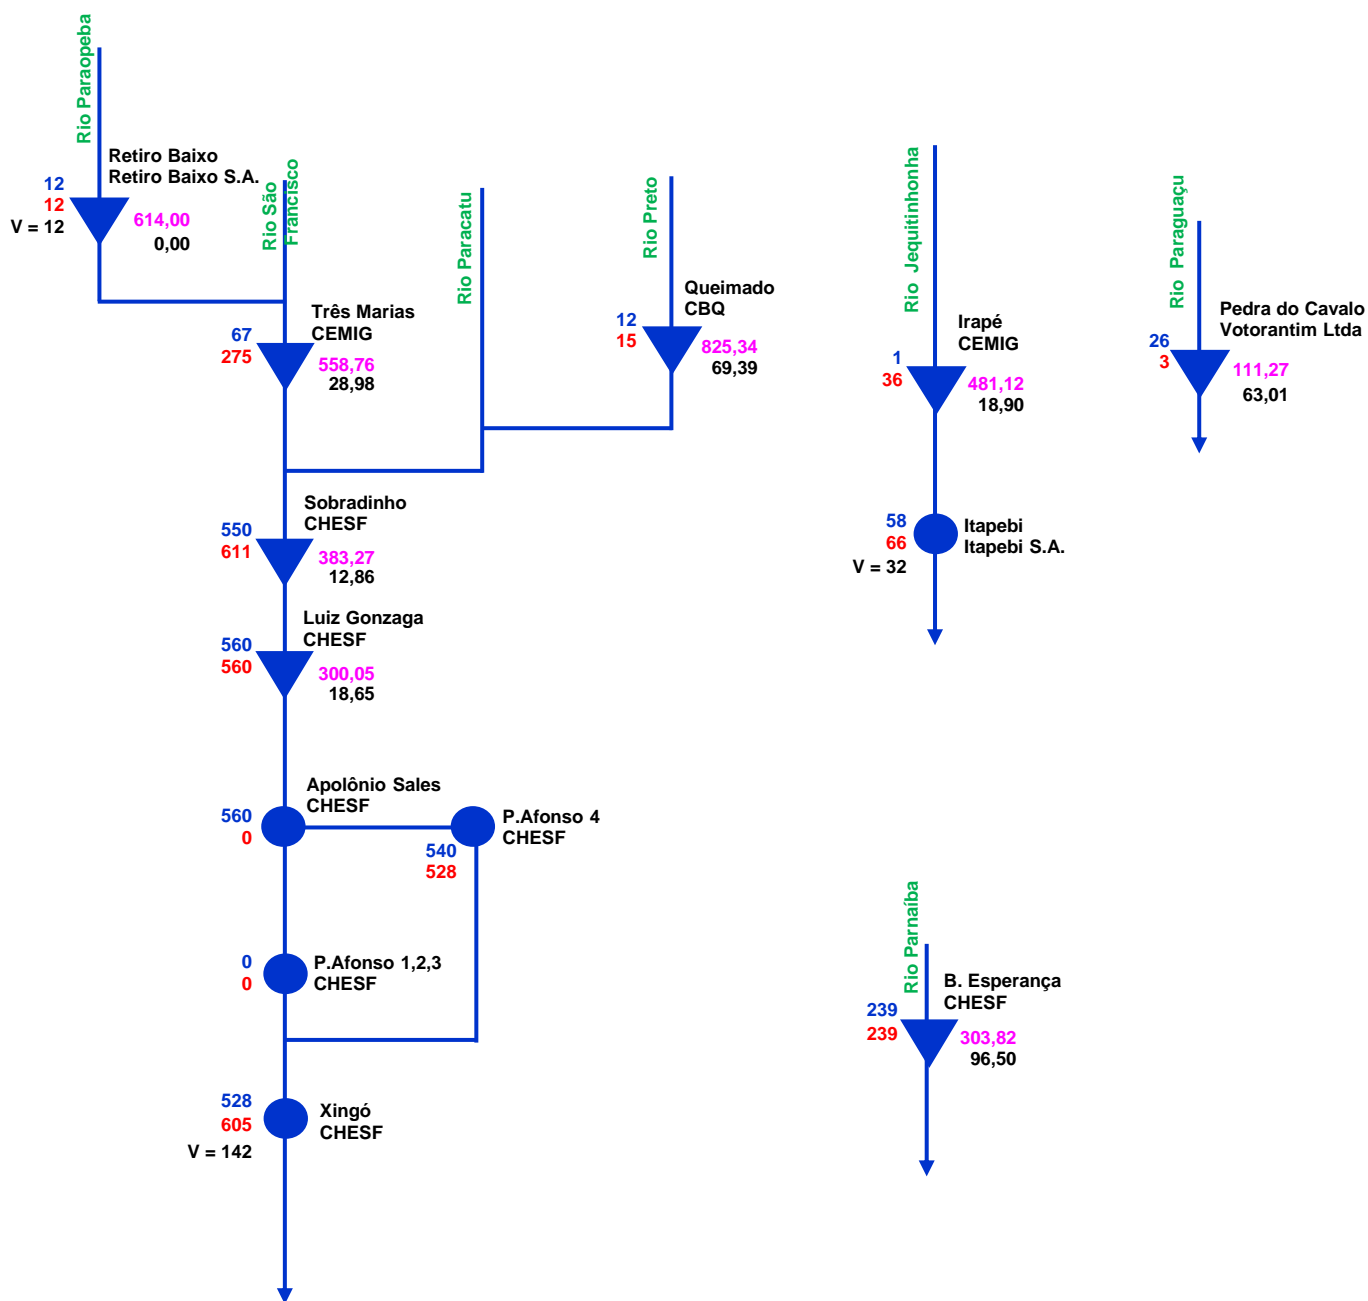 Rio Paraopeba
Retiro Baixo
Retiro Baixo S.A.
12
12
V = 12
614,00
0,00
Rio São
Francisco
Três Marias
CEMIG
67
275
558,76
28,98
Rio Paracatu
Rio Preto
Queimado
CBQ
12
15
825,34
69,39
Sobradinho
CHESF
550
611
383,27
12,86
Luiz Gonzaga
CHESF
560
560
300,05
18,65
Apolônio Sales
CHESF
560
0
P.Afonso 4
CHESF
540
528
P.Afonso 1,2,3
CHESF
0
0
Xingó
CHESF
528
605
V = 142
Rio Jequitinhonha
Irapé
CEMIG
1
36
481,12
18,90
Itapebi
Itapebi S.A.
58
66
V = 32
Rio Paraguaçu
Pedra do Cavalo
Votorantim Ltda
26
3
111,27
63,01
Rio Parnaíba
B. Esperança
CHESF
239
239
303,82
96,50